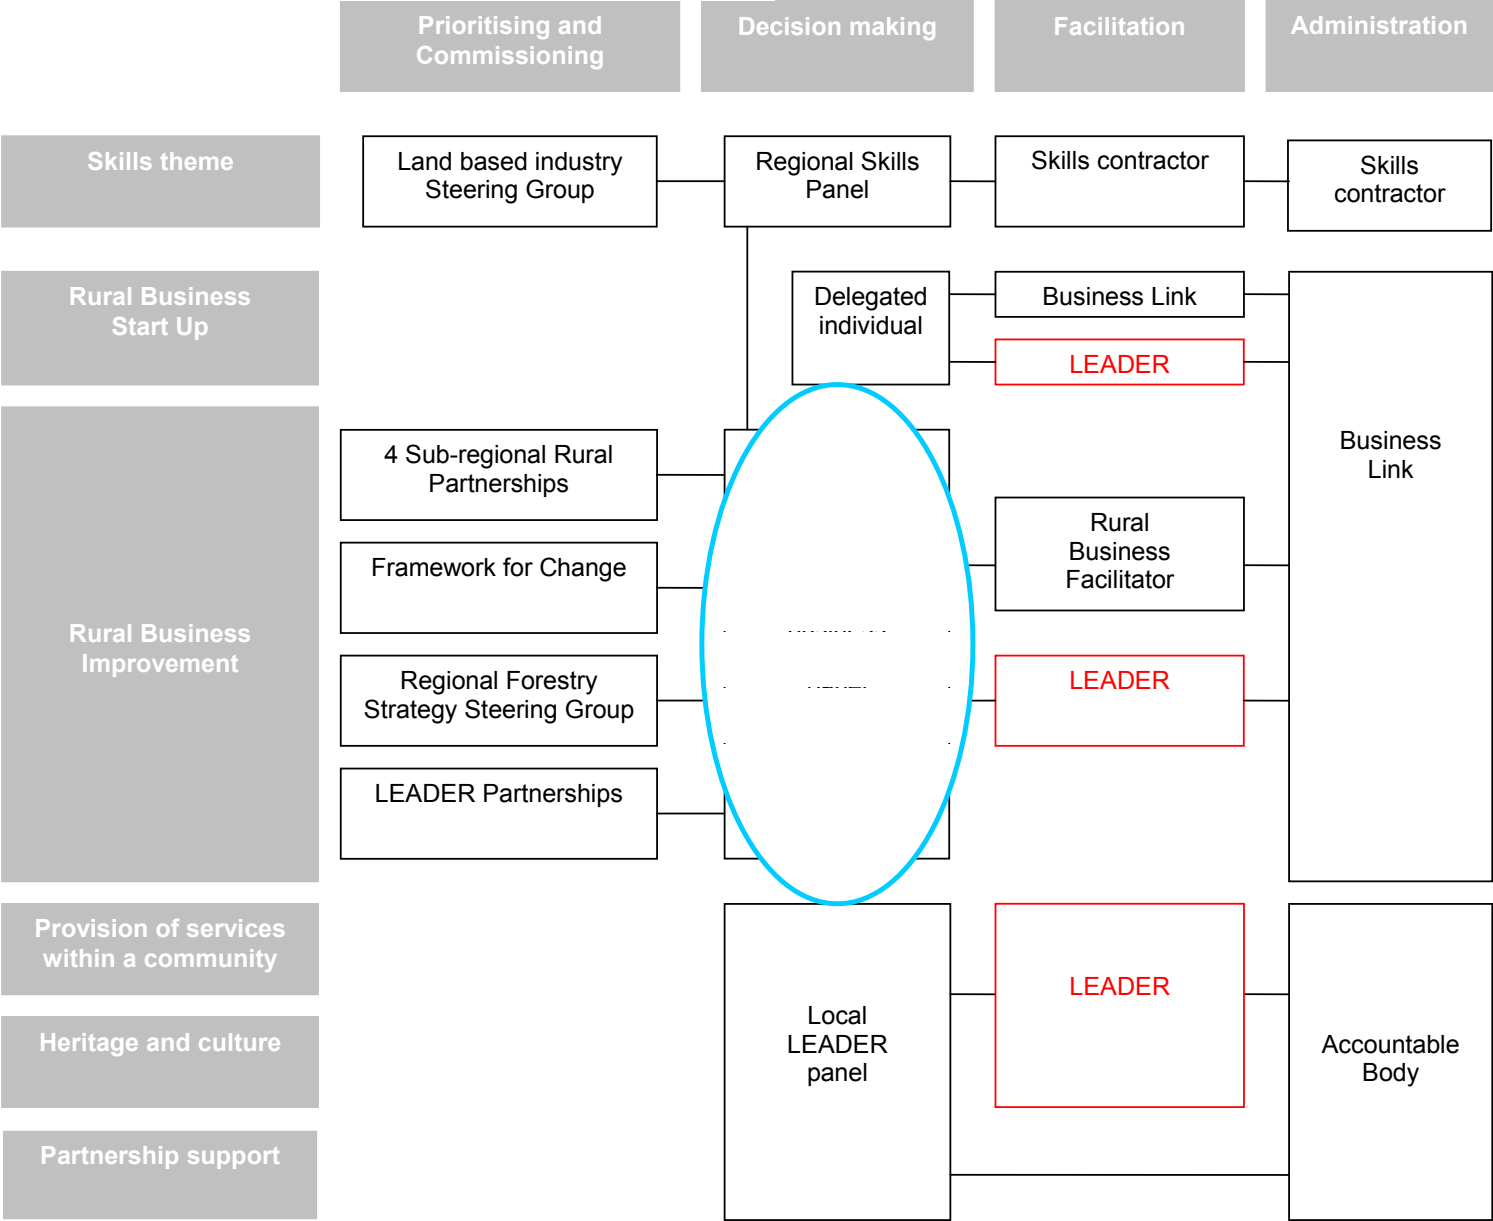 Prioritising and
Commissioning
Decision making
Facilitation
Administration
Skills theme
Land based industry
Steering Group
Regional Skills
Panel
Skills contractor
Skills
contractor
Rural Business
Start Up
Delegated
individual
Business Link
LEADER
Business
Link
Rural Business
Improvement
4 Sub-regional Rural
Partnerships
Framework for Change
Regional Forestry
Strategy Steering Group
LEADER Partnerships
Rural
Business
Facilitator
LEADER
Provision of services
within a community
Heritage and culture
Partnership support
Local
LEADER
panel
LEADER
Accountable
Body